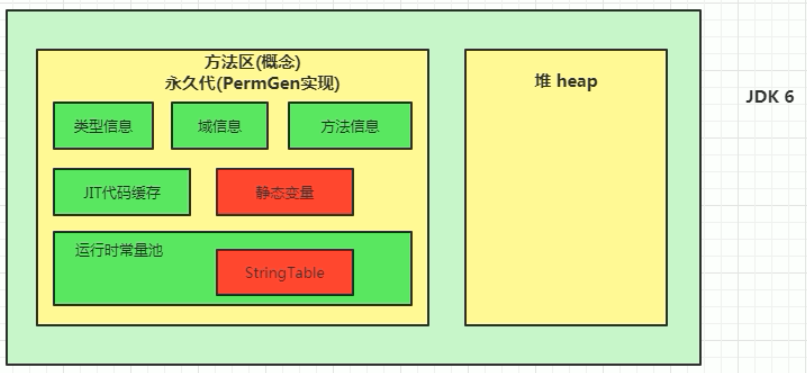 方法区(概念)
永久代(PermGen实现)
堆 heap
JDK 6
类型信息
域信息
方法信息
JIT代码缓存
静态变量
运行时常量池
StringTable